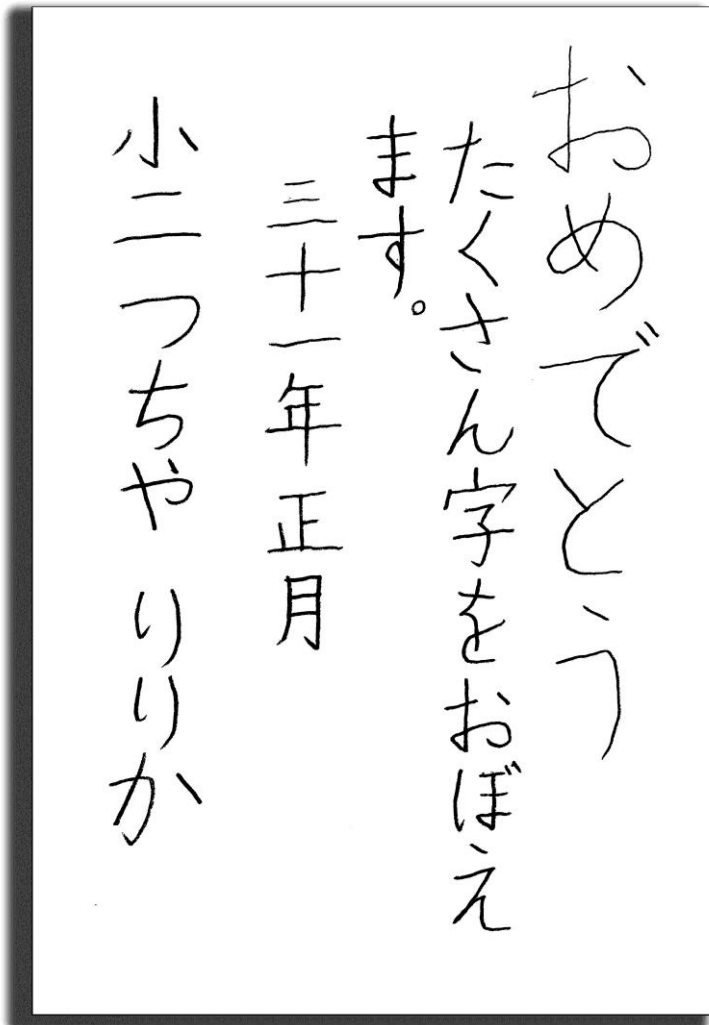 おめでとう
たくさん字をおぼえ
ます。
三十一年正月
小二つちや りりか